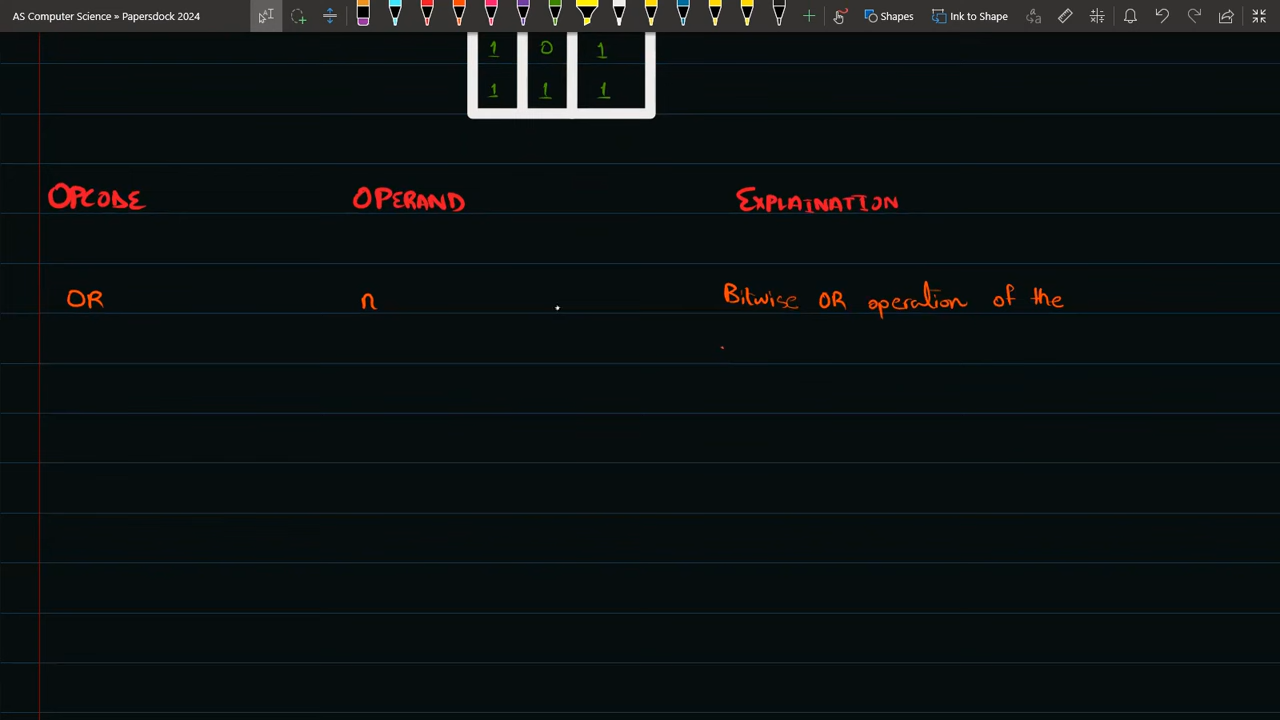 AS Computer Science » Papersdock 2024
Shapes
Ink to Shape
1 0 1
1 1 1
OPCODE OPERAND EXPLAINATION
OR n Bitwise OR operation of the